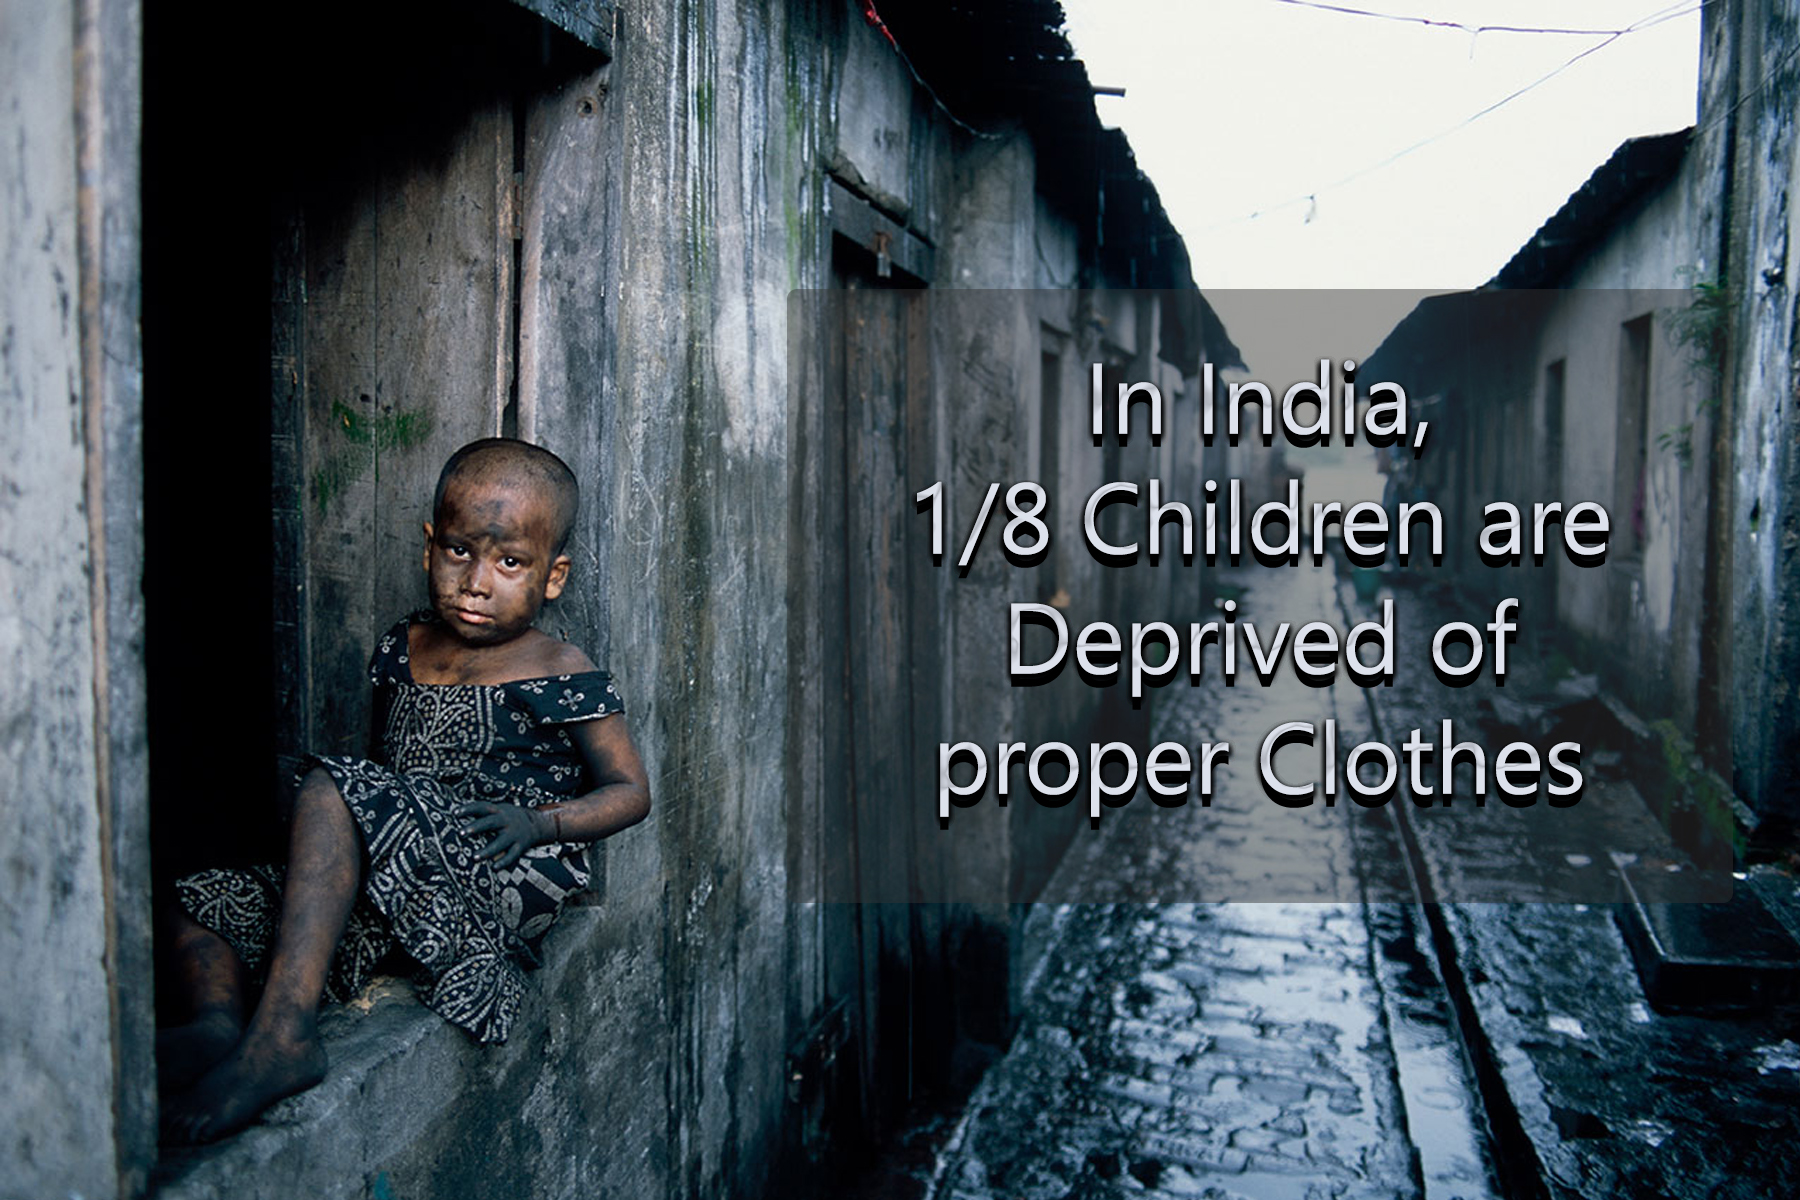 In India,
1/8 Children are
Deprived of
proper Clothes